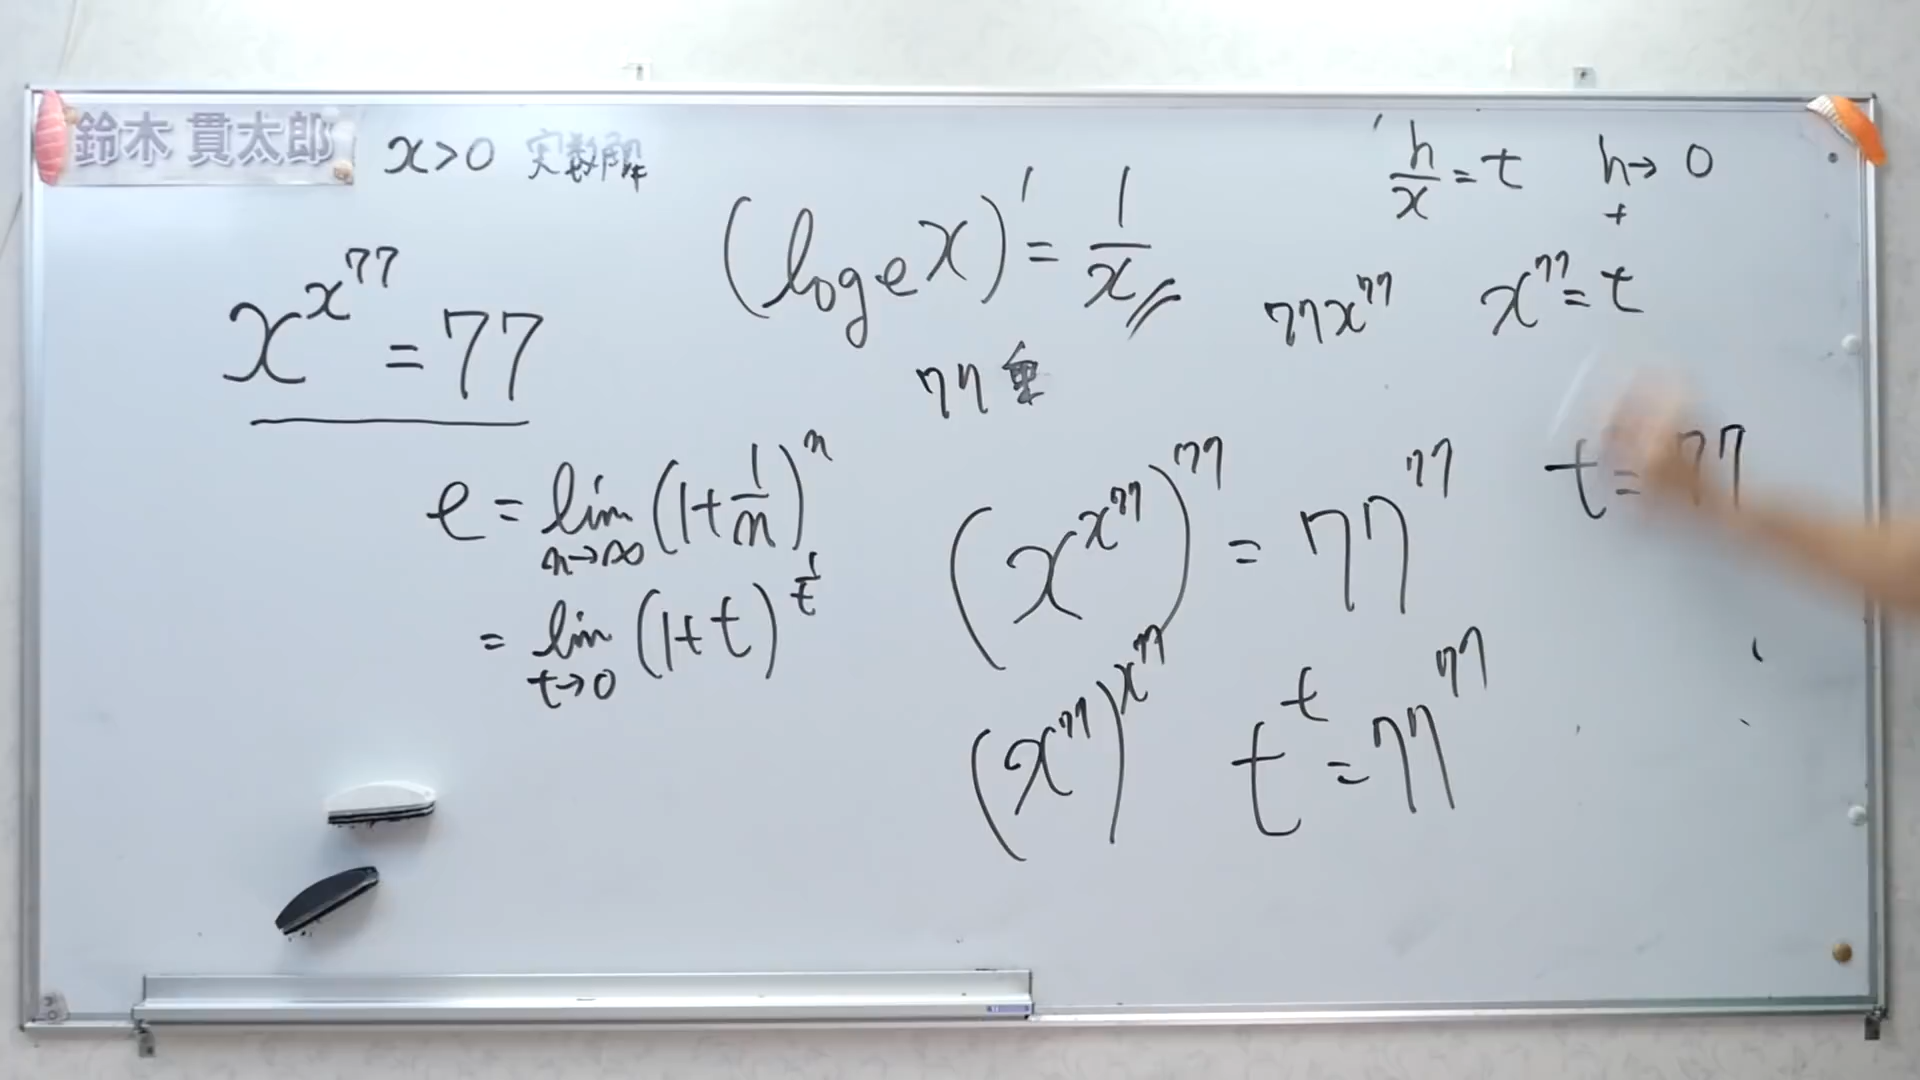 鈴木 貫太郎
x>0 実数解
x^{x^{77}} = 77
(log_e x)' = 1/x
77重
e = lim_{n→∞} (1+1/n)^n
= lim_{t→0} (1+t)^{1/t}
h/x = t h→0
77x^{77} x^{77} = t
(x^{x^{77}})^{77} = 77^{77}
t = 77
(x^{77})^{x^{77}} t^t = 77^{77}